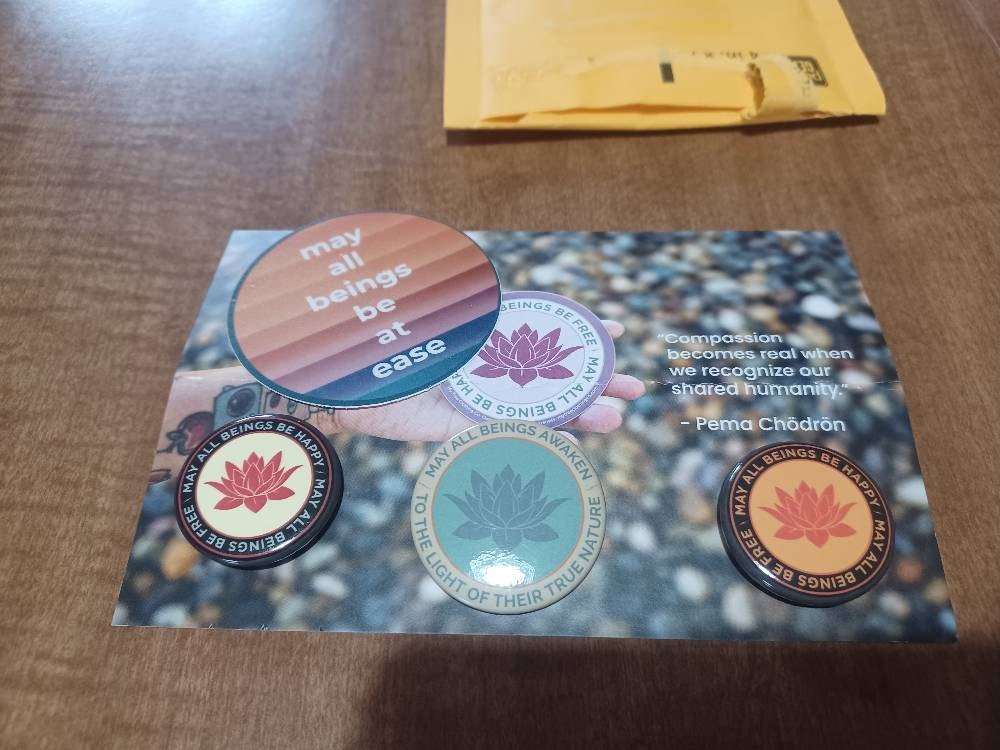 may
all
beings
be
at
ease
BEINGS BE FREE | MAY ALL BEINGS BE
"Compassion
becomes real when
we recognize our
shared humanity."
- Pema Chödrön
MAY ALL BEINGS BE HAPPY | MAY ALL BEINGS BE FREE |
MAY ALL BEINGS AWAKEN | TO THE LIGHT OF THEIR TRUE NATURE |
MAY ALL BEINGS BE HAPPY | MAY ALL BEINGS BE FREE |